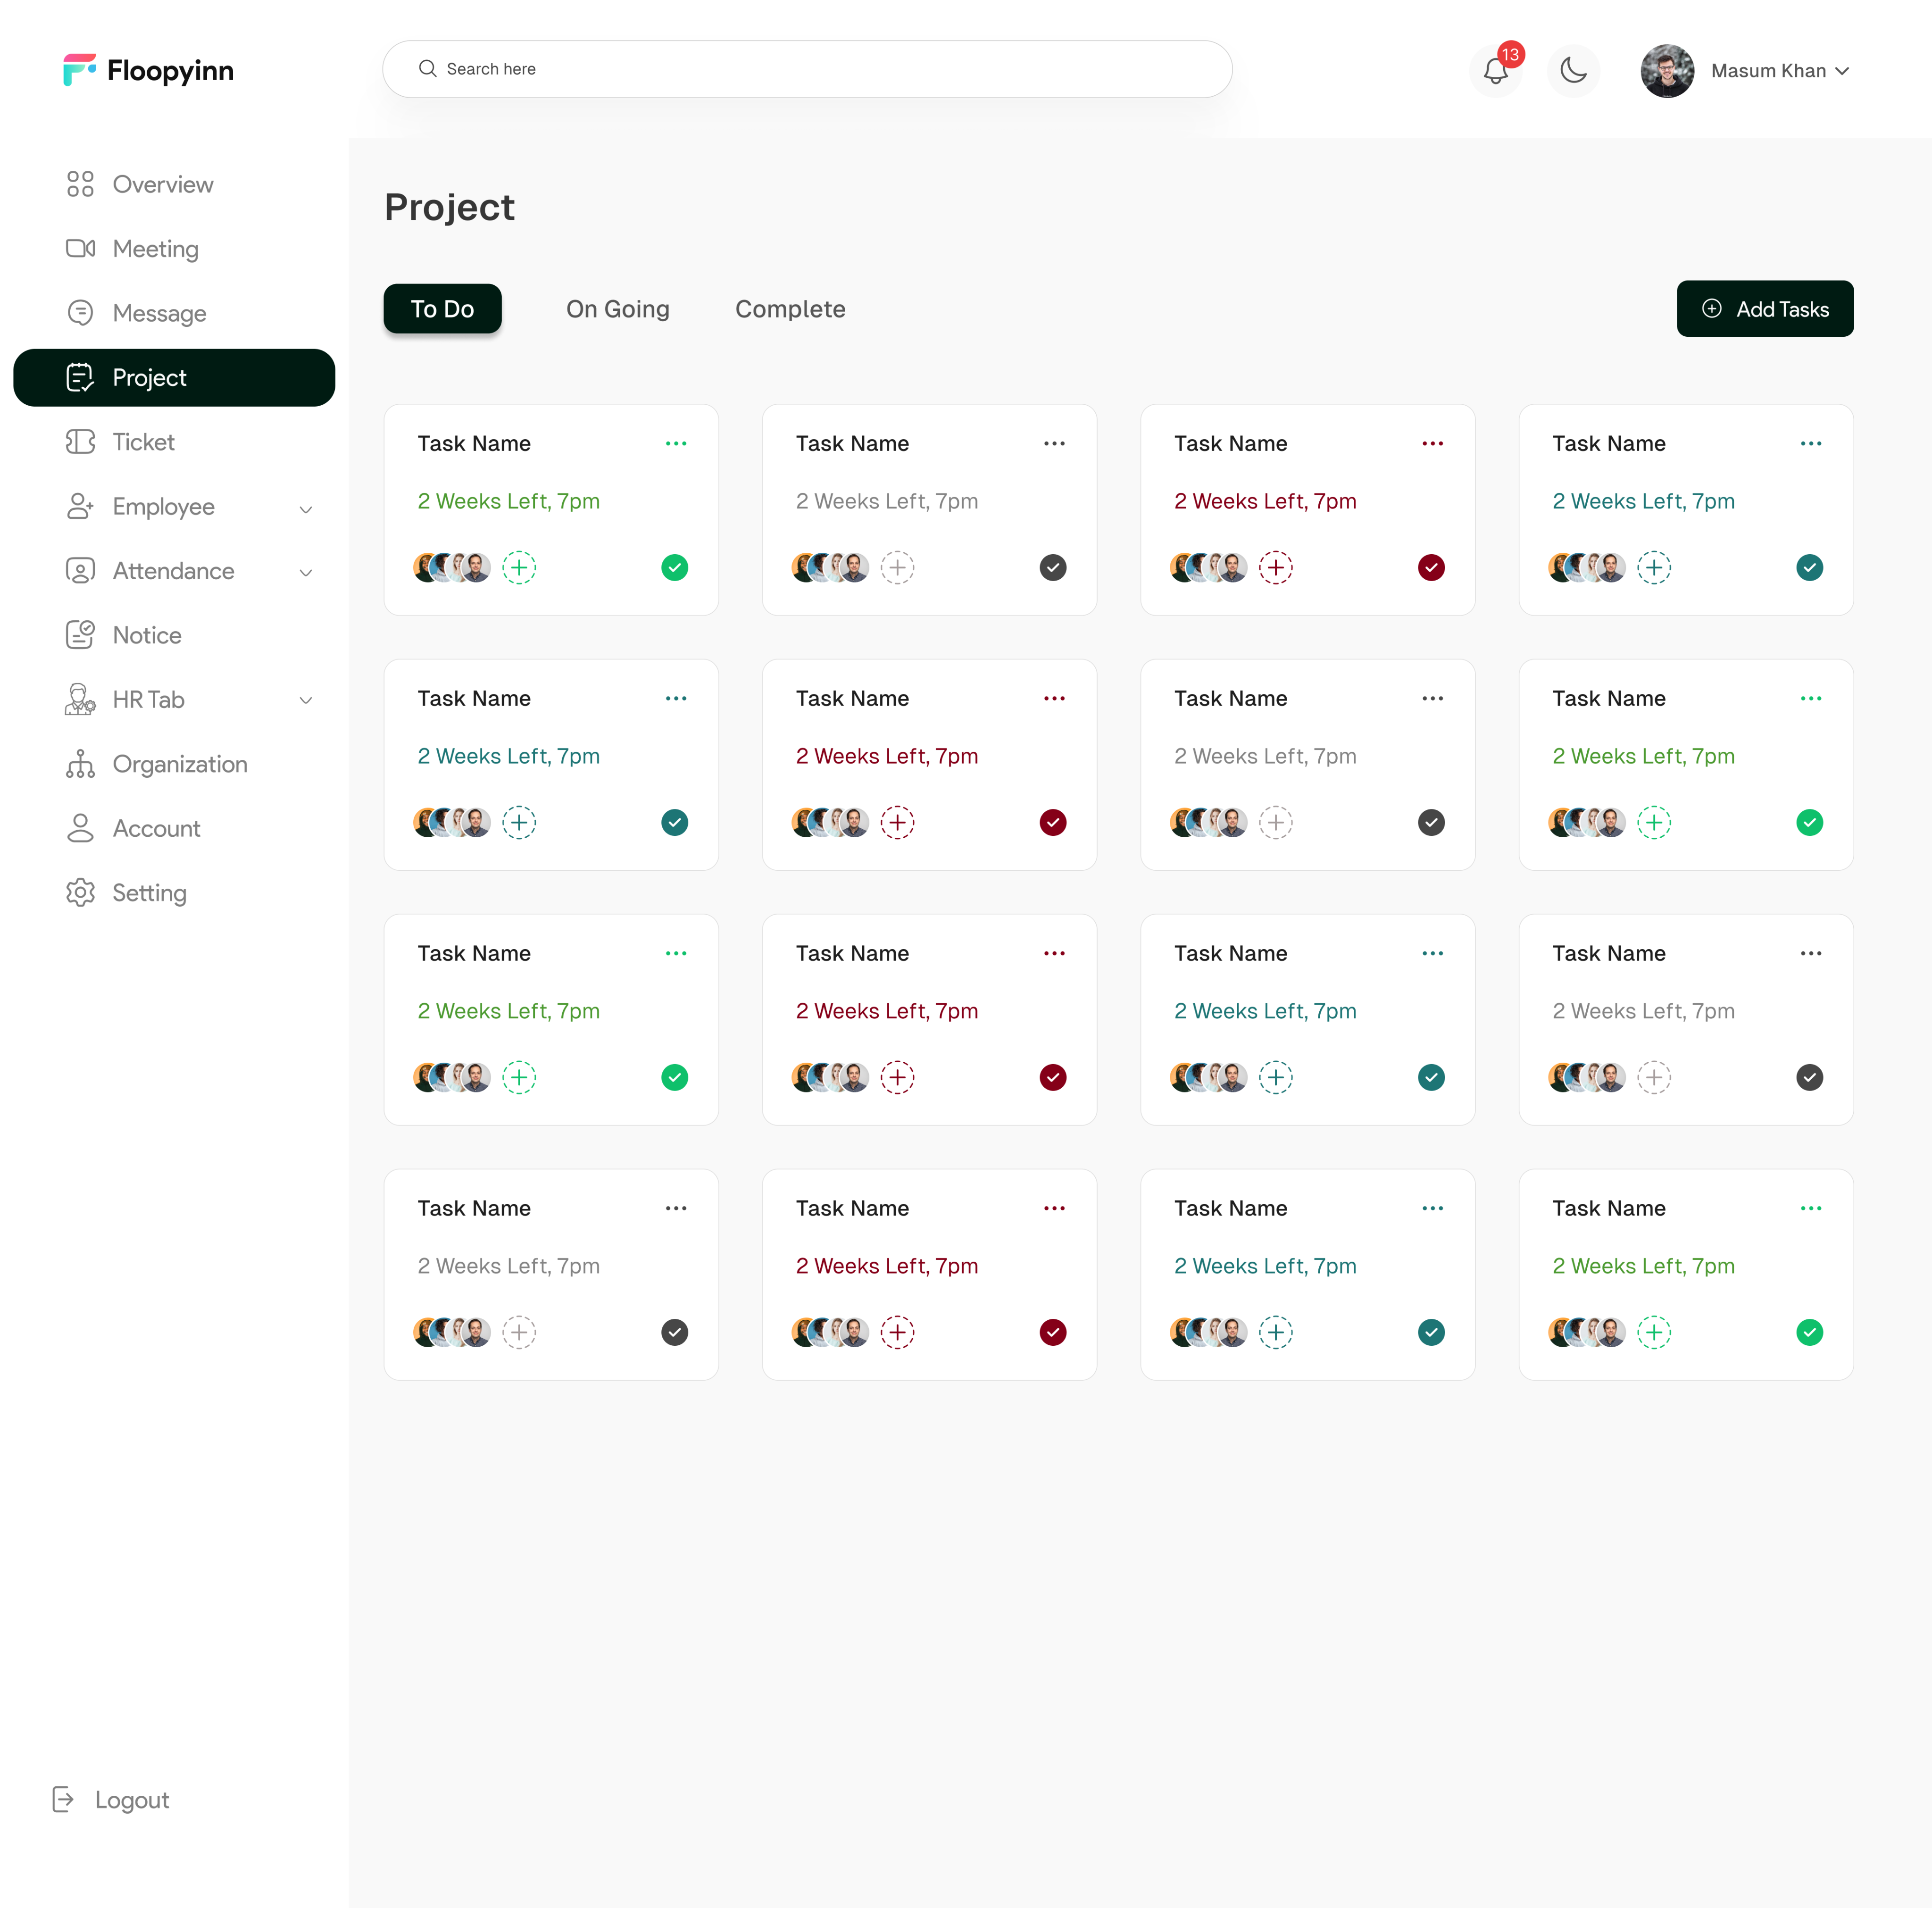 Floopyinn
Search here
13
Masum Khan
Overview
Meeting
Message
Project
Ticket
Employee
Attendance
Notice
HR Tab
Organization
Account
Setting
Logout
Project
To Do
On Going
Complete
Add Tasks
Task Name
2 Weeks Left, 7pm
Task Name
2 Weeks Left, 7pm
Task Name
2 Weeks Left, 7pm
Task Name
2 Weeks Left, 7pm
Task Name
2 Weeks Left, 7pm
Task Name
2 Weeks Left, 7pm
Task Name
2 Weeks Left, 7pm
Task Name
2 Weeks Left, 7pm
Task Name
2 Weeks Left, 7pm
Task Name
2 Weeks Left, 7pm
Task Name
2 Weeks Left, 7pm
Task Name
2 Weeks Left, 7pm
Task Name
2 Weeks Left, 7pm
Task Name
2 Weeks Left, 7pm
Task Name
2 Weeks Left, 7pm
Task Name
2 Weeks Left, 7pm